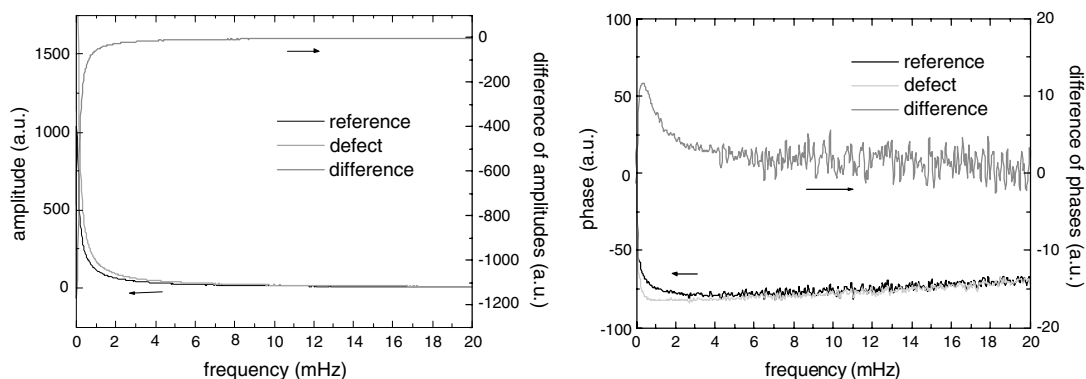 1500
1000
500
0
amplitude (a.u.)
0
-200
-400
-600
-800
-1000
-1200
difference of amplitudes (a.u.)
reference
defect
difference
0 2 4 6 8 10 12 14 16 18 20
frequency (mHz)
100
50
0
-50
-100
phase (a.u.)
20
10
0
-10
-20
difference of phases (a.u.)
reference
defect
difference
0 2 4 6 8 10 12 14 16 18 20
frequency (mHz)